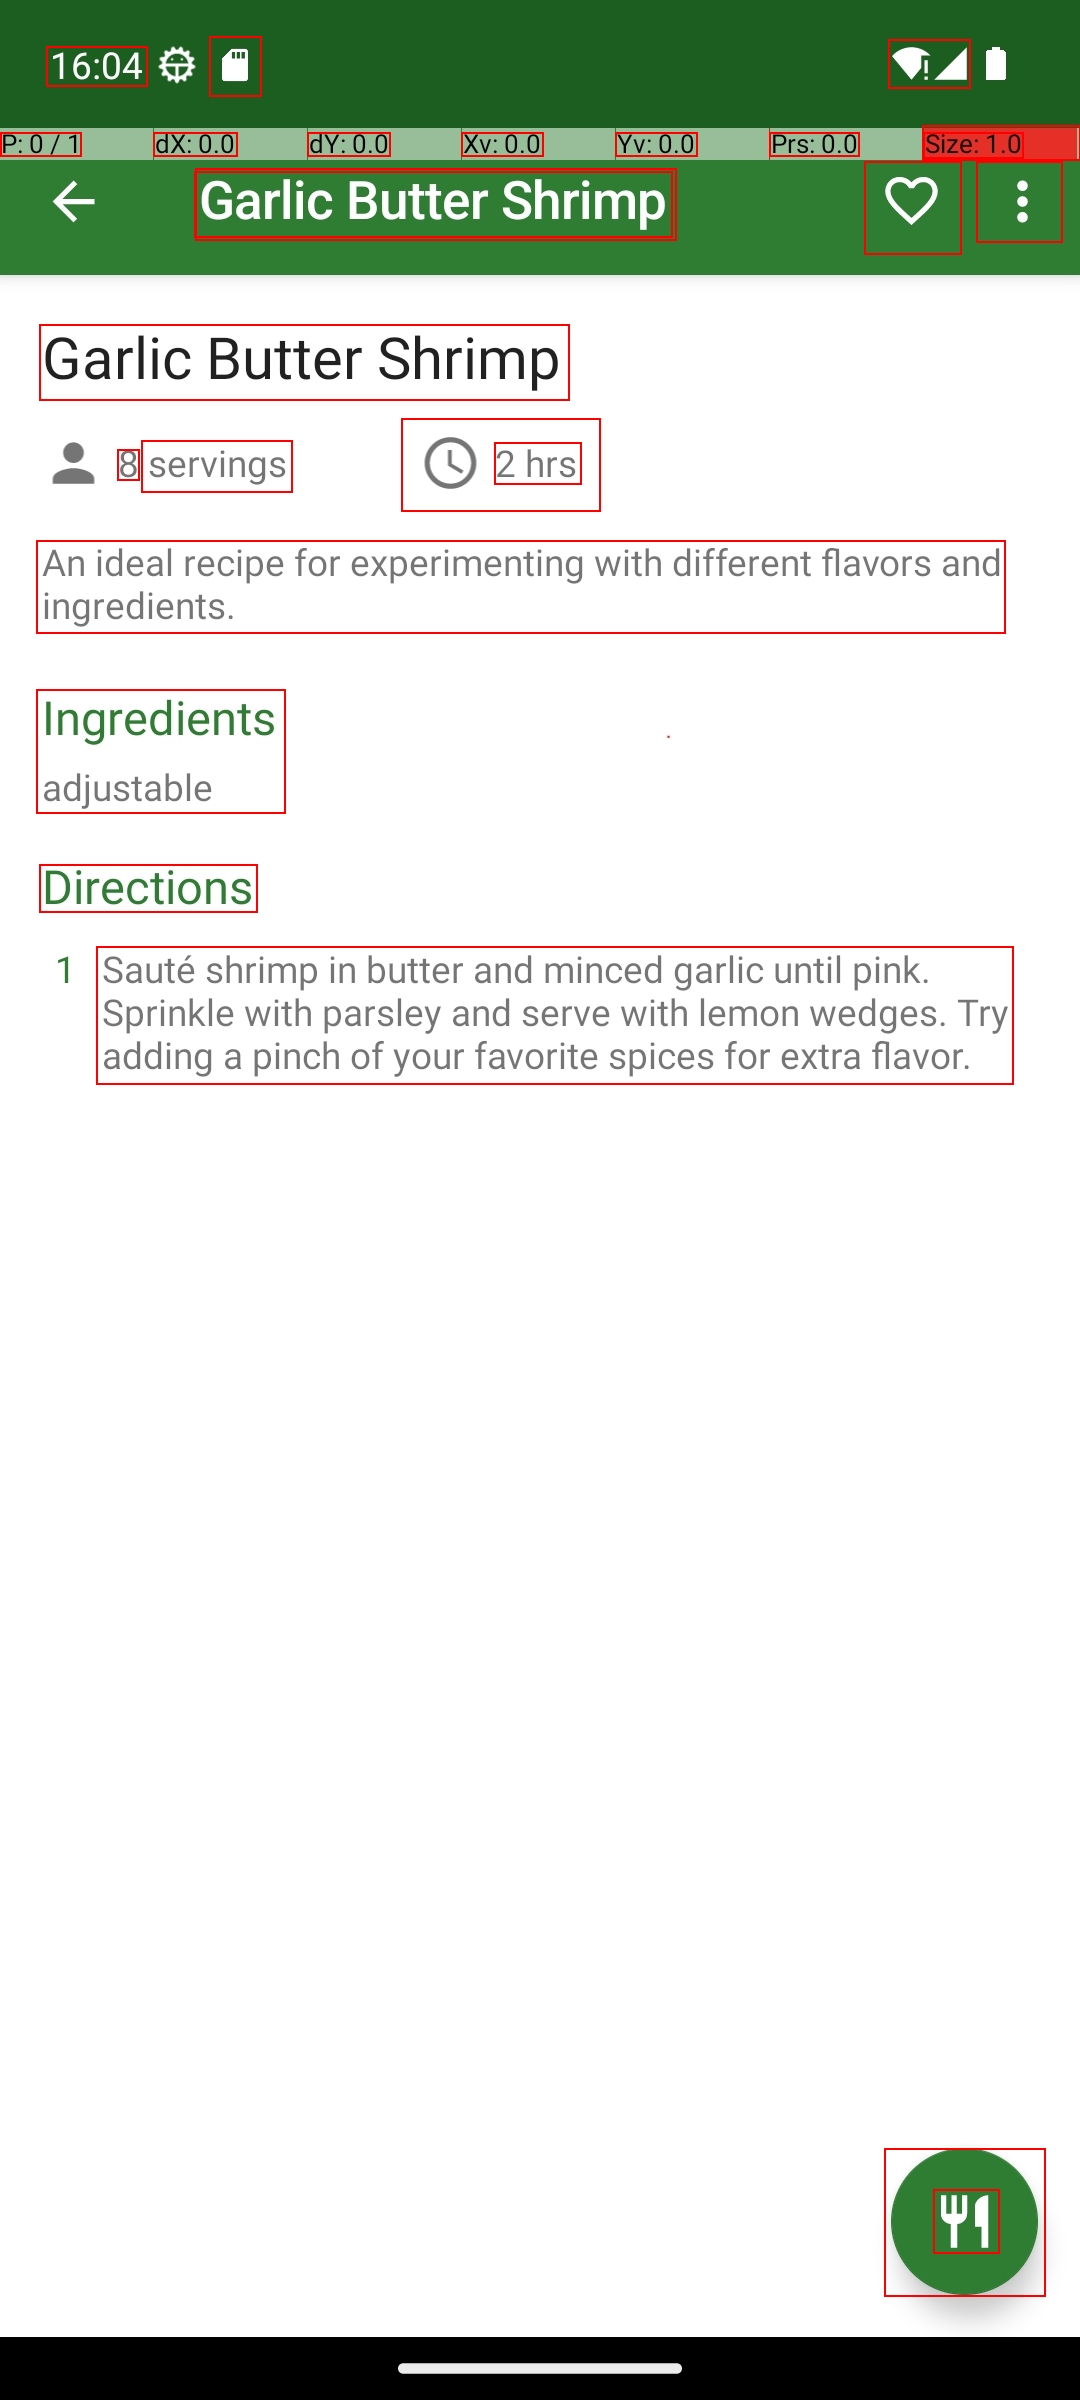 16:04
P: 0 / 1 dX: 0.0 dY: 0.0 Xv: 0.0 Yv: 0.0 Prs: 0.0 Size: 1.0
Garlic Butter Shrimp
Garlic Butter Shrimp
8 servings 2 hrs
An ideal recipe for experimenting with different flavors and
ingredients.
Ingredients
adjustable
Directions
1 Sauté shrimp in butter and minced garlic until pink.
Sprinkle with parsley and serve with lemon wedges. Try
adding a pinch of your favorite spices for extra flavor.